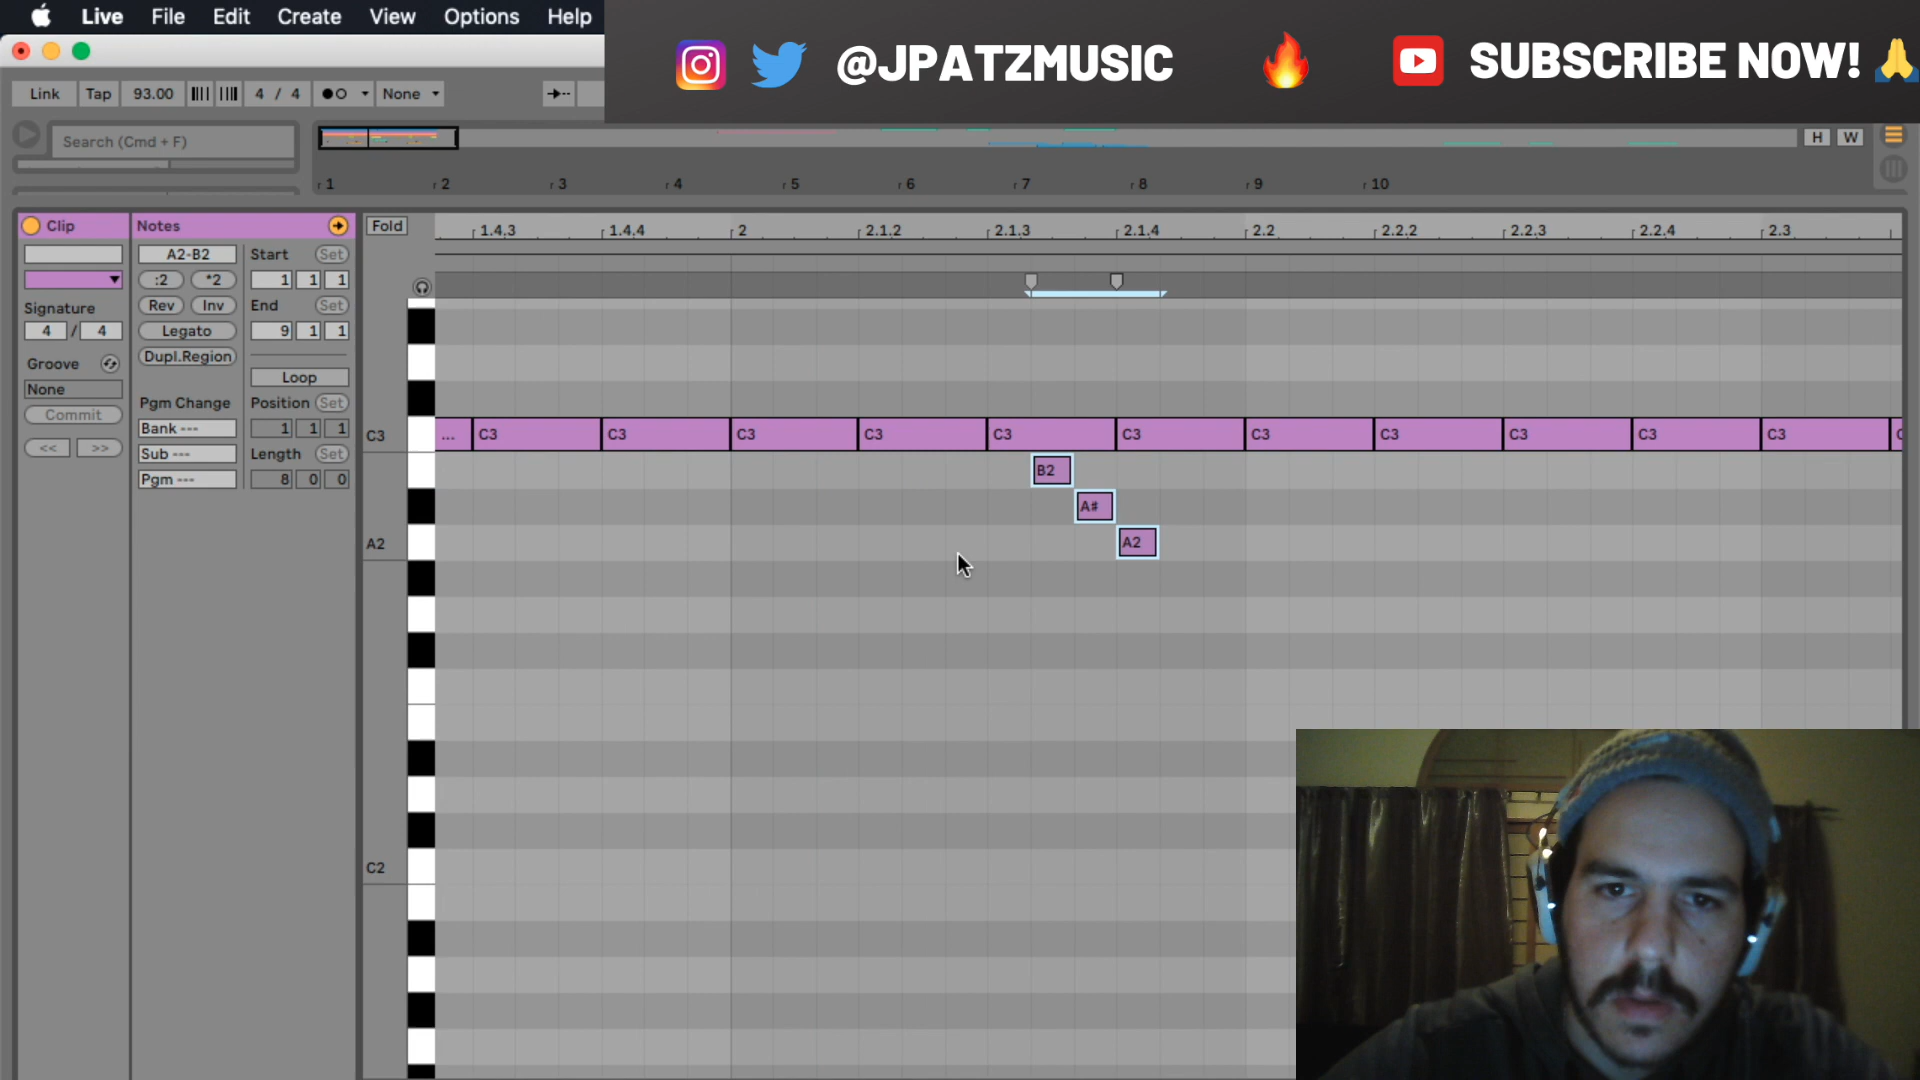 Live File Edit Create View Options Help
@JPATZMUSIC SUBSCRIBE NOW!
Link Tap 93.00 4 / 4 None
Search (Cmd + F)
H W
1 2 3 4 5 6 7 8 9 10
Clip Notes Fold 1.4.3 1.4.4 2 2.1.2 2.1.3 2.1.4 2.2 2.2.2 2.2.3 2.2.4 2.3
A2-B2 Start Set
:2 *2 1 1 1
Signature Rev Inv End Set
4 / 4 Legato 9 1 1
Groove Dupl.Region
None Loop
Commit Pgm Change Position Set
<< >> Bank --- 1 1 1
Sub --- Length Set
Pgm --- 8 0 0
C3 ... C3 C3 C3 C3 C3 C3 C3 C3 C3 C3 C3
B2
A#
A2 A2
C2